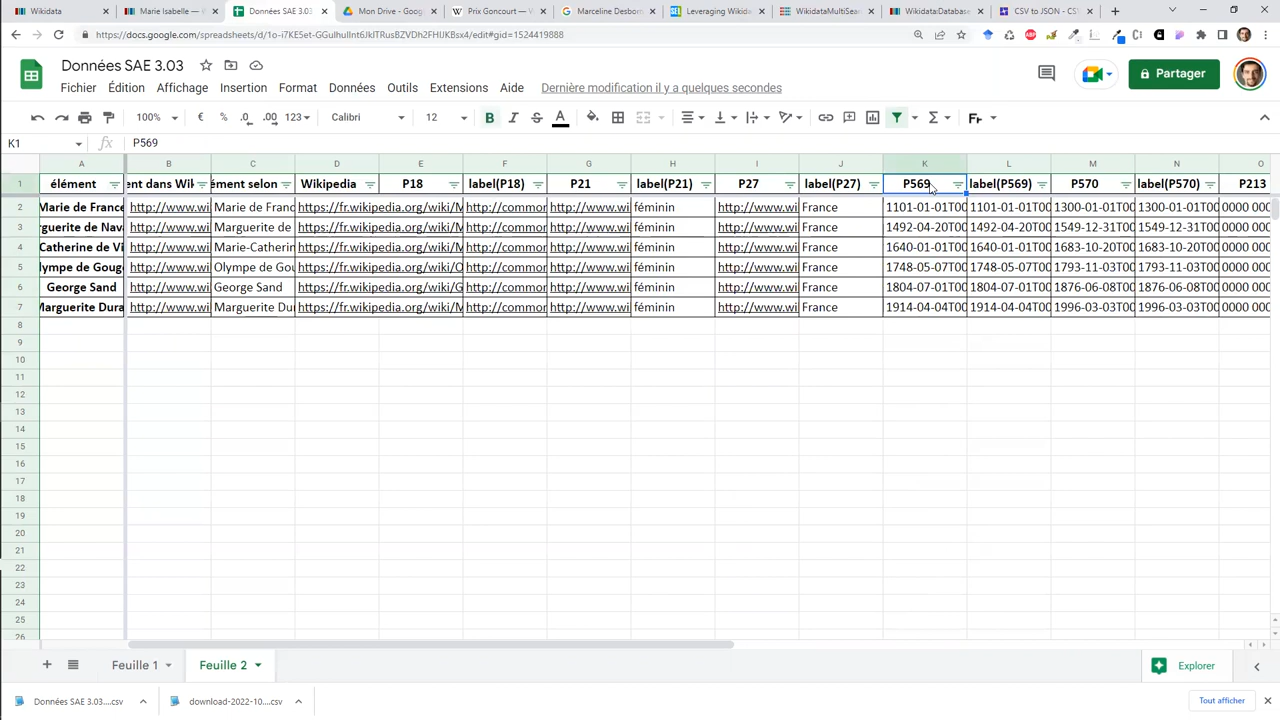 Wikidata
Marie Isabelle — W
Données SAE 3.03
Mon Drive - Goog
Prix Goncourt — W
Marceline Desbor
Leveraging Wikid
WikidataMultiSear
Wikidata:Databas
CSV to JSON - CS
https://docs.google.com/spreadsheets/d/1o-i7KE5et-GGuihuIInt6JkITRusBZVDh2FHIJKBsx4/edit#gid=1524419888
Données SAE 3.03
Fichier Édition Affichage Insertion Format Données Outils Extensions Aide Dernière modification il y a quelques secondes
Partager
100% € % .0 .00 123 Calibri 12 B I S A Σ Fr
K1 fx P569
A B C D E F G H I J K L M N O
1 élément ent dans Wik ément selon Wikipedia P18 label(P18) P21 label(P21) P27 label(P27) P569 label(P569) P570 label(P570) P213
2 Marie de France http://www.wi Marie de Franc https://fr.wikipedia.org/wiki/M http://common http://www.wi féminin http://www.wi France 1101-01-01T00 1101-01-01T00 1300-01-01T00 1300-01-01T00 0000 000
3 rguerite de Nava http://www.wi Marguerite de https://fr.wikipedia.org/wiki/M http://common http://www.wi féminin http://www.wi France 1492-04-20T00 1492-04-20T00 1549-12-31T00 1549-12-31T00 0000 000
4 Catherine de Vi http://www.wi Marie-Catherin https://fr.wikipedia.org/wiki/M http://common http://www.wi féminin http://www.wi France 1640-01-01T00 1640-01-01T00 1683-10-20T00 1683-10-20T00 0000 000
5 lympe de Goug http://www.wi Olympe de Gou https://fr.wikipedia.org/wiki/O http://common http://www.wi féminin http://www.wi France 1748-05-07T00 1748-05-07T00 1793-11-03T00 1793-11-03T00 0000 000
6 George Sand http://www.wi George Sand https://fr.wikipedia.org/wiki/G http://common http://www.wi féminin http://www.wi France 1804-07-01T00 1804-07-01T00 1876-06-08T00 1876-06-08T00 0000 000
7 Marguerite Dura http://www.wi Marguerite Du https://fr.wikipedia.org/wiki/M http://common http://www.wi féminin http://www.wi France 1914-04-04T00 1914-04-04T00 1996-03-03T00 1996-03-03T00 0000 000
8
9
10
11
12
13
14
15
16
17
18
19
20
21
22
23
24
25
26
Feuille 1 Feuille 2 Explorer
Données SAE 3.03....csv download-2022-10....csv Tout afficher